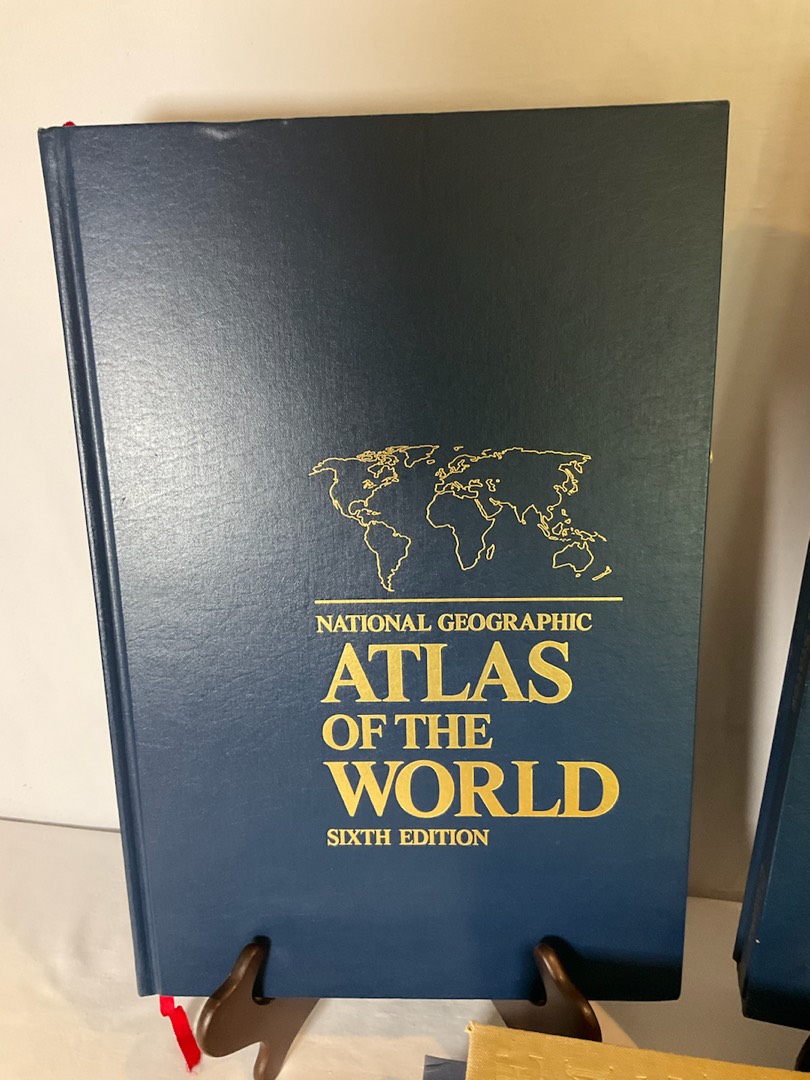 NATIONAL GEOGRAPHIC
ATLAS
OF THE
WORLD
SIXTH EDITION